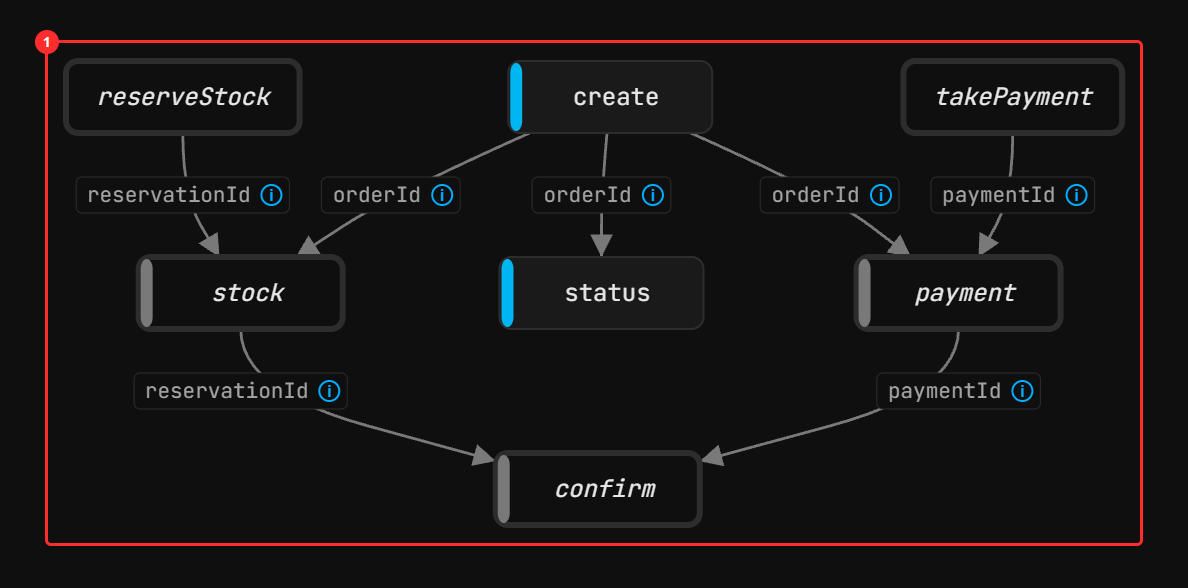 1
reserveStock
create
takePayment
reservationId
orderId
orderId
orderId
paymentId
stock
status
payment
reservationId
paymentId
confirm